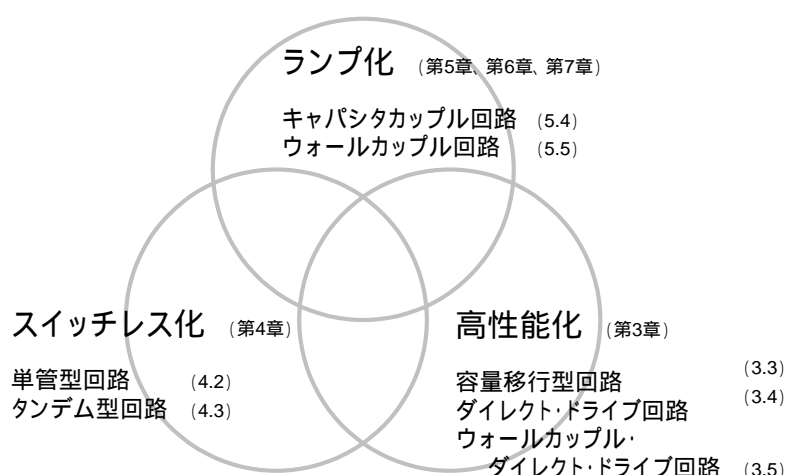 ランプ化 (第5章、第6章、第7章)
キャパシタカップル回路 (5.4)
ウォールカップル回路 (5.5)
スイッチレス化 (第4章)
単管型回路 (4.2)
タンデム型回路 (4.3)
高性能化 (第3章)
容量移行型回路 (3.3)
ダイレクト・ドライブ回路 (3.4)
ウォールカップル・
ダイレクト・ドライブ回路 (3.5)